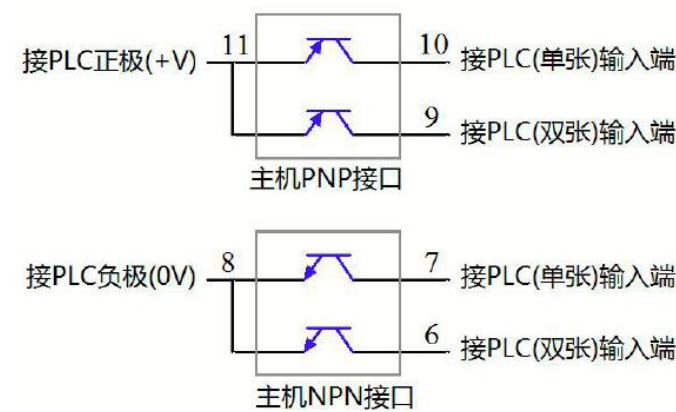 接PLC正极(+V) 11 10 接PLC(单张)输入端
9 接PLC(双张)输入端
主机PNP接口
接PLC负极(0V) 8 7 接PLC(单张)输入端
6 接PLC(双张)输入端
主机NPN接口